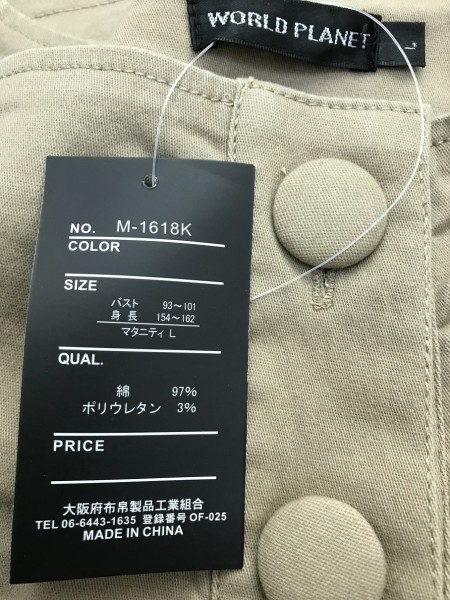 WORLD PLANET
L
NO. M-1618K
COLOR
SIZE
バスト 93～101
身長 154～162
マタニティ L
QUAL.
綿 97%
ポリウレタン 3%
PRICE
大阪府布帛製品工業組合
TEL 06-6443-1635 登録番号 OF-025
MADE IN CHINA